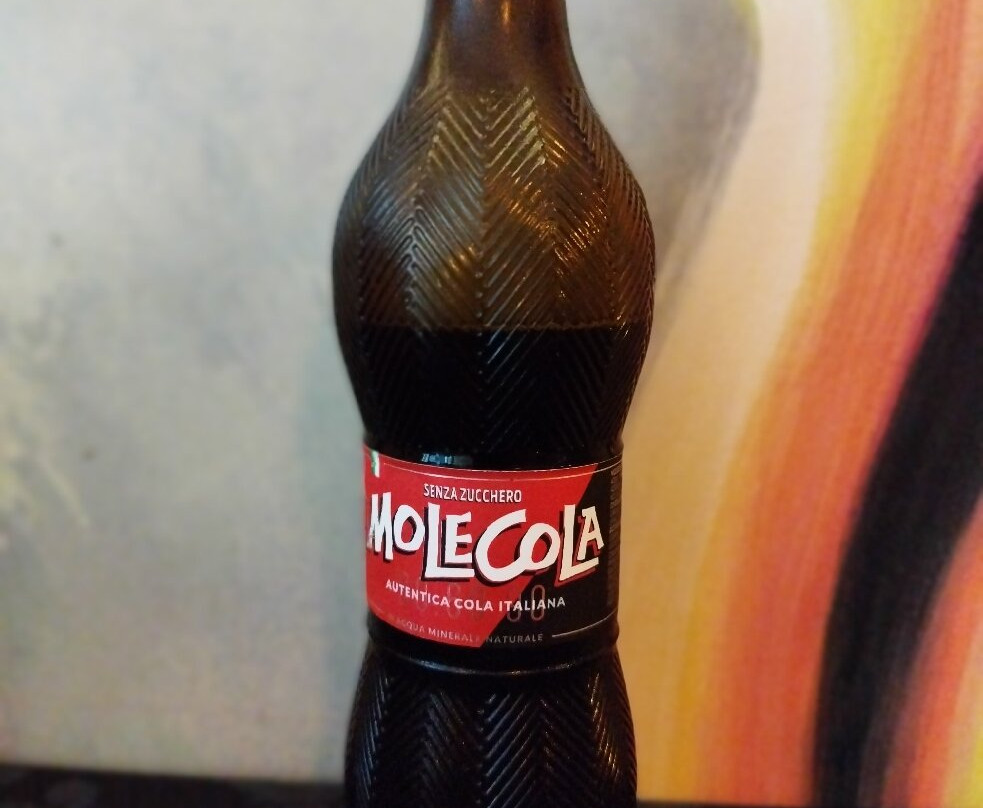 SENZA ZUCCHERO
MOLECOLA
AUTENTICA COLA ITALIANA
ACQUA MINERALE NATURALE